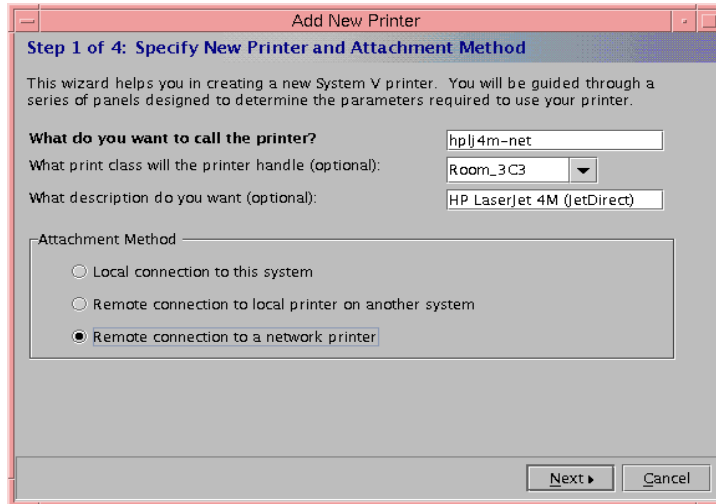 Add New Printer
Step 1 of 4: Specify New Printer and Attachment Method
This wizard helps you in creating a new System V printer. You will be guided through a
series of panels designed to determine the parameters required to use your printer.
What do you want to call the printer? hplj4m-net
What print class will the printer handle (optional): Room_3C3
What description do you want (optional): HP LaserJet 4M (JetDirect)
Attachment Method
Local connection to this system
Remote connection to local printer on another system
Remote connection to a network printer
Next Cancel